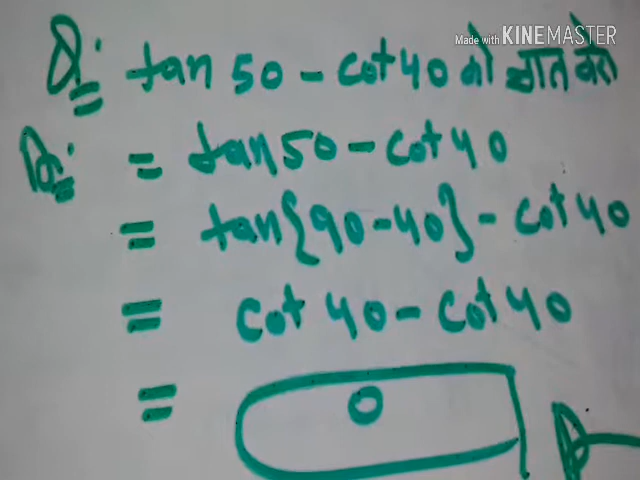 Made with KINEMASTER
Q: tan 50 - cot 40 को ज्ञात करो
= tan 50 - cot 40
= tan{90-40} - cot 40
= cot 40 - cot 40
= 0